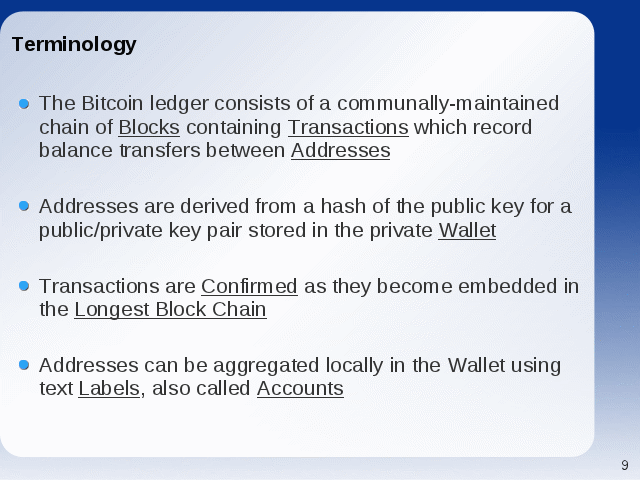 Terminology
The Bitcoin ledger consists of a communally-maintained
chain of Blocks containing Transactions which record
balance transfers between Addresses
Addresses are derived from a hash of the public key for a
public/private key pair stored in the private Wallet
Transactions are Confirmed as they become embedded in
the Longest Block Chain
Addresses can be aggregated locally in the Wallet using
text Labels, also called Accounts
9